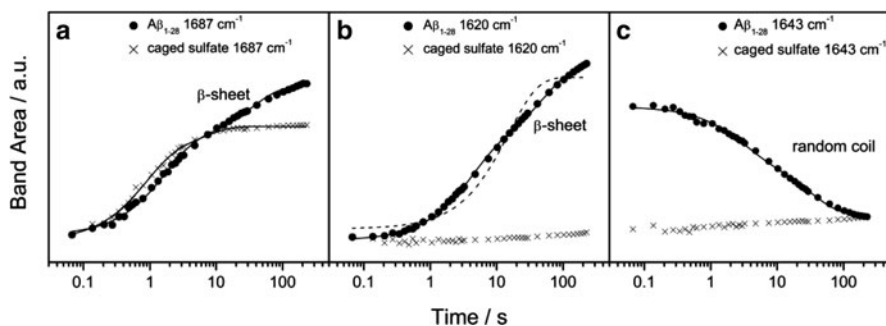 a
● Aβ₁₋₂₈ 1687 cm⁻¹
× caged sulfate 1687 cm⁻¹
β-sheet
b
● Aβ₁₋₂₈ 1620 cm⁻¹
× caged sulfate 1620 cm⁻¹
β-sheet
c
● Aβ₁₋₂₈ 1643 cm⁻¹
× caged sulfate 1643 cm⁻¹
random coil
Band Area / a.u.
0.1 1 10 100
0.1 1 10 100
0.1 1 10 100
Time / s